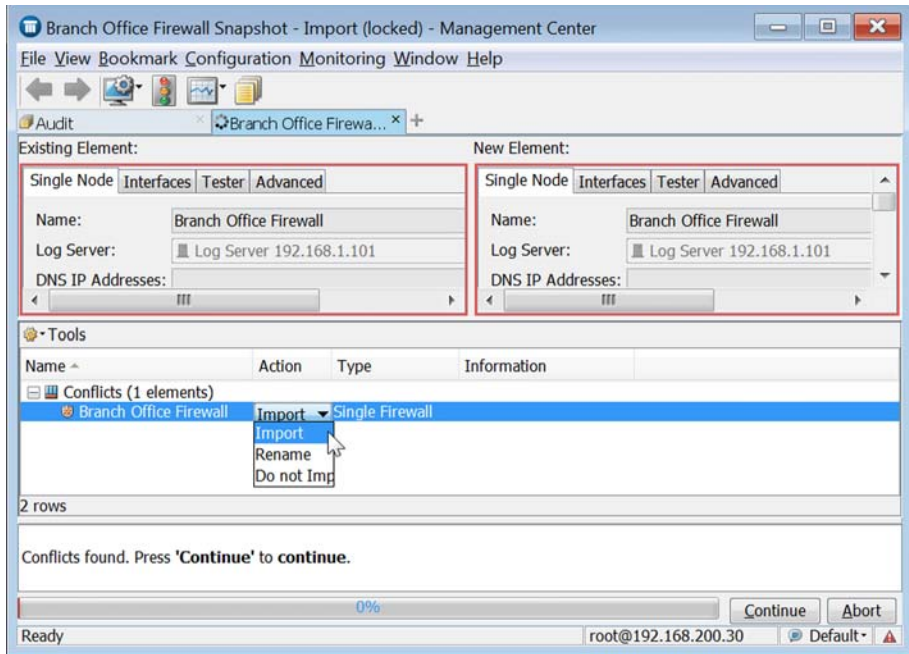 Branch Office Firewall Snapshot - Import (locked) - Management Center
File View Bookmark Configuration Monitoring Window Help
Audit Branch Office Firewa...
Existing Element: New Element:
Single Node Interfaces Tester Advanced Single Node Interfaces Tester Advanced
Name: Branch Office Firewall Name: Branch Office Firewall
Log Server: Log Server 192.168.1.101 Log Server: Log Server 192.168.1.101
DNS IP Addresses: DNS IP Addresses:
Tools
Name Action Type Information
Conflicts (1 elements)
Branch Office Firewall Import Single Firewall
Import
Rename
Do not Imp
2 rows
Conflicts found. Press 'Continue' to continue.
0%
Continue Abort
Ready root@192.168.200.30 Default